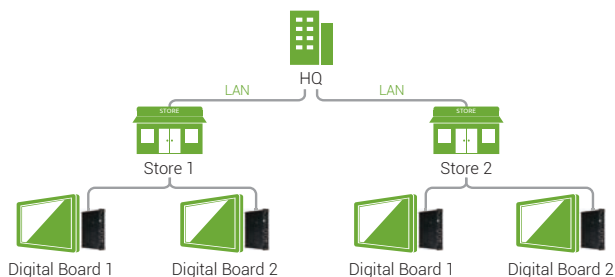 HQ
LAN
LAN
STORE
STORE
Store 1
Store 2
Digital Board 1
Digital Board 2
Digital Board 1
Digital Board 2